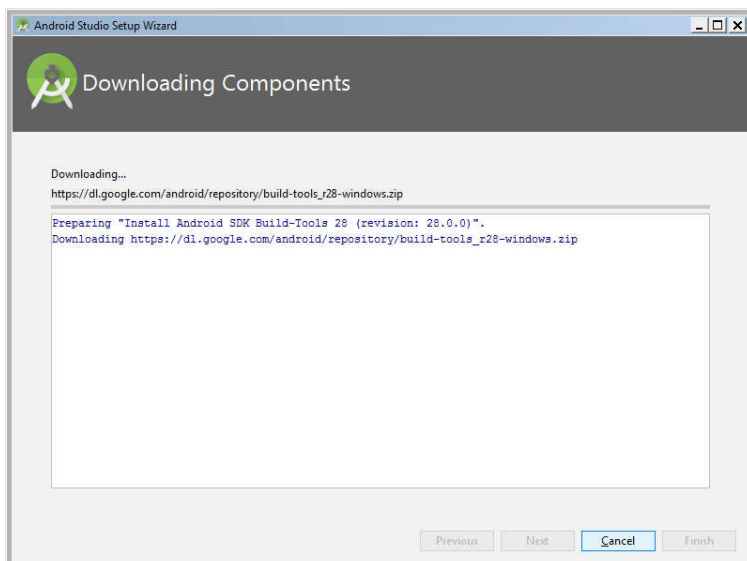 Android Studio Setup Wizard
Downloading Components
Downloading...
https://dl.google.com/android/repository/build-tools_r28-windows.zip
Preparing "Install Android SDK Build-Tools 28 (revision: 28.0.0)".
Downloading https://dl.google.com/android/repository/build-tools_r28-windows.zip
Previous Next Cancel Finish